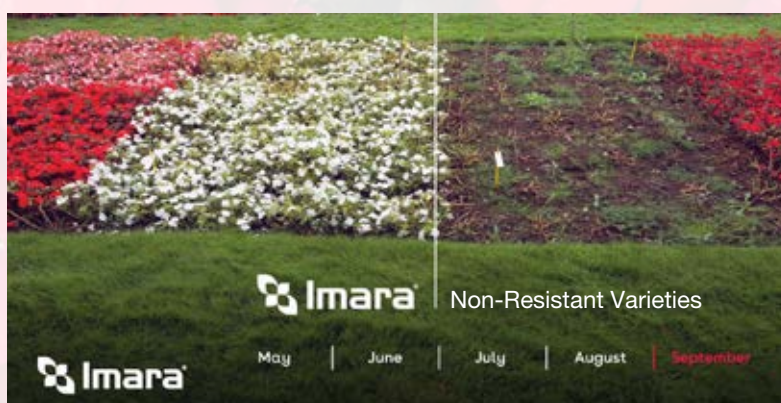 Imara
Non-Resistant Varieties
May | June | July | August | September
Imara